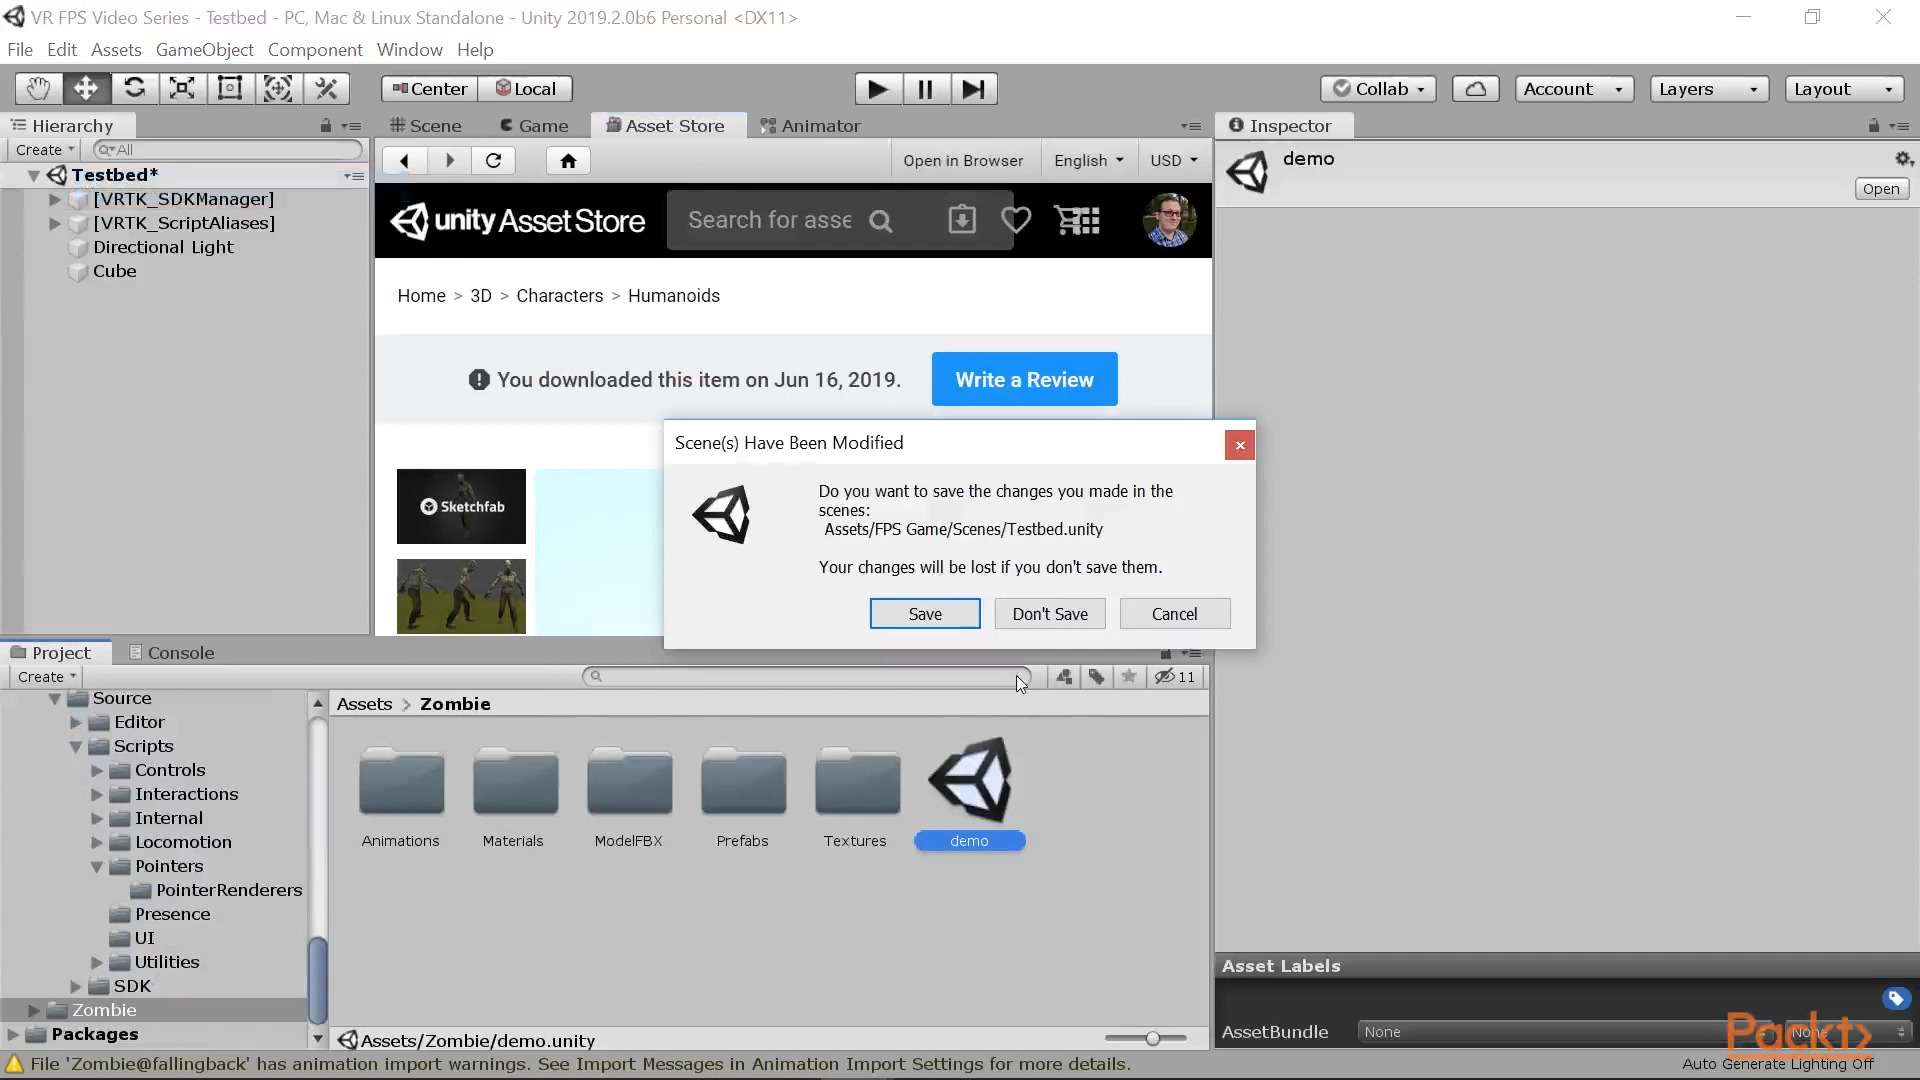 VR FPS Video Series - Testbed - PC, Mac & Linux Standalone - Unity 2019.2.0b6 Personal <DX11>
File Edit Assets GameObject Component Window Help
Center Local Collab Account Layers Layout
Hierarchy Scene Game Asset Store Animator Inspector
Create All
Open in Browser English USD
demo
Open
Testbed*
[VRTK_SDKManager]
[VRTK_ScriptAliases]
Directional Light
Cube
unity Asset Store Search for asse
Home > 3D > Characters > Humanoids
You downloaded this item on Jun 16, 2019. Write a Review
Scene(s) Have Been Modified
Do you want to save the changes you made in the
scenes:
Assets/FPS Game/Scenes/Testbed.unity
Your changes will be lost if you don't save them.
Save Don't Save Cancel
Sketchfab
Project Console
Create 11
Assets > Zombie
Source
Editor
Scripts
Controls
Interactions
Internal
Locomotion
Pointers
PointerRenderers
Presence
UI
Utilities
SDK
Zombie
Packages
Animations Materials ModelFBX Prefabs Textures demo
Assets/Zombie/demo.unity
Asset Labels
AssetBundle None None
Packt>
File 'Zombie@fallingback' has animation import warnings. See Import Messages in Animation Import Settings for more details.
Auto Generate Lighting Off